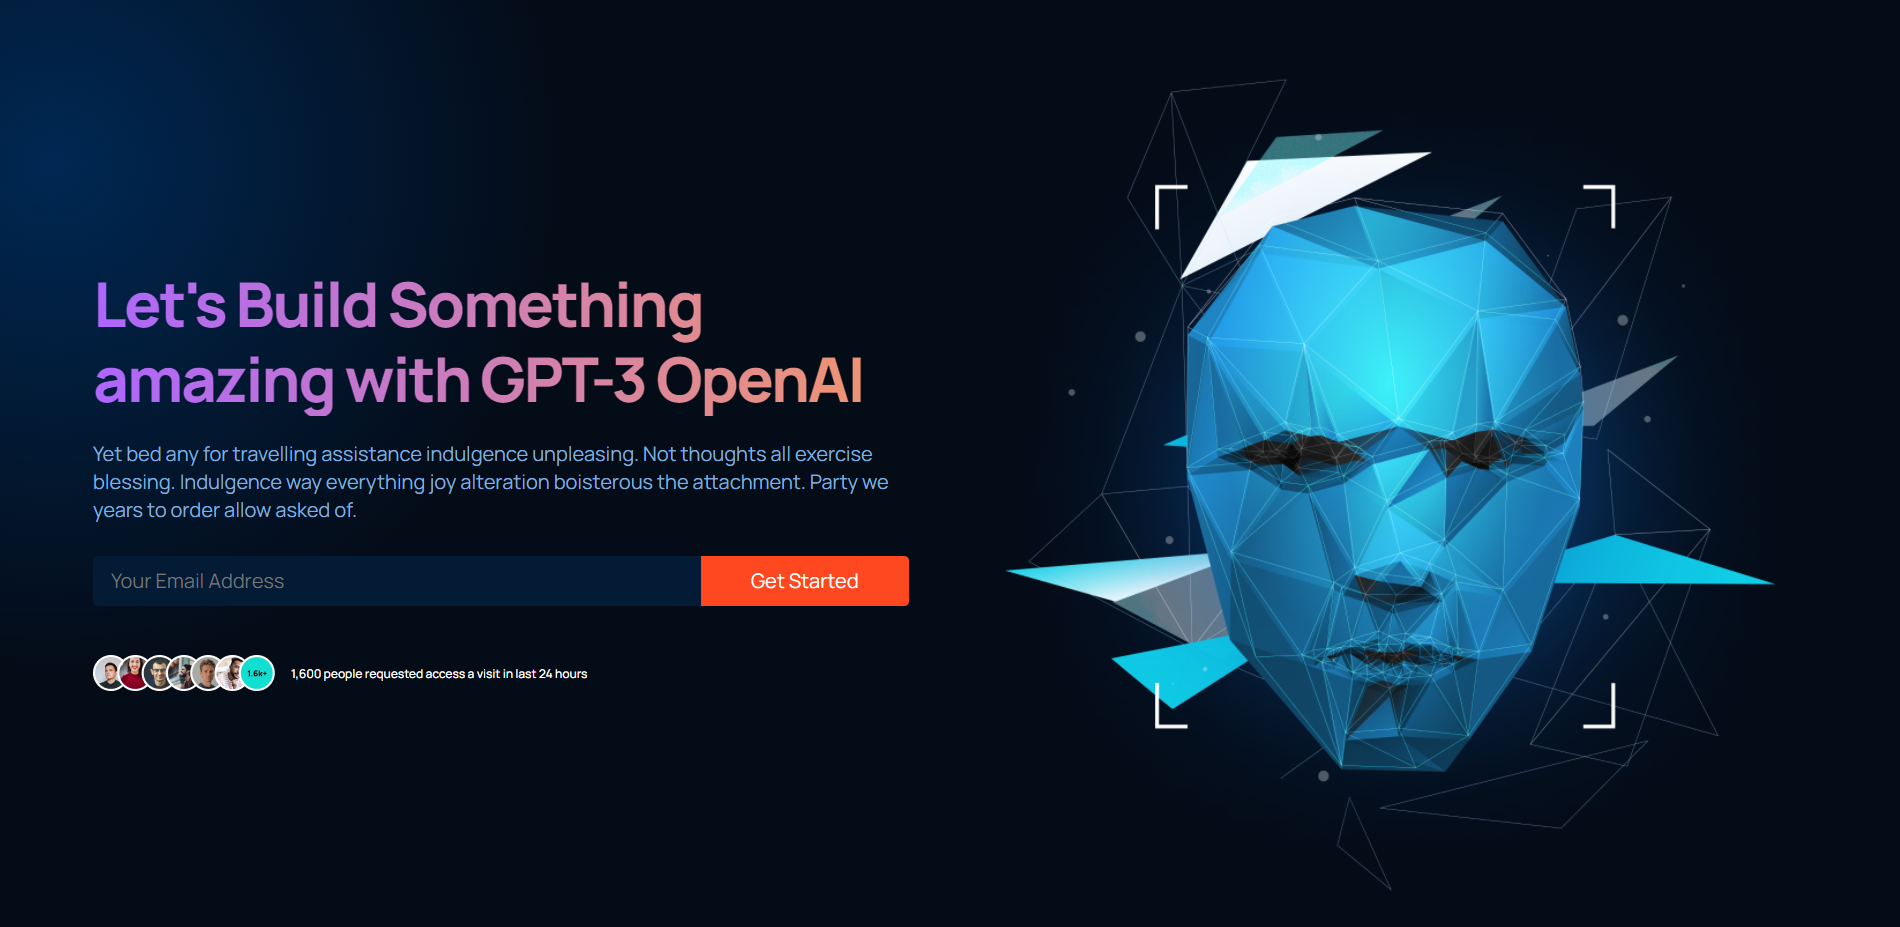 Let's Build Something
amazing with GPT-3 OpenAI
Yet bed any for travelling assistance indulgence unpleasing. Not thoughts all exercise
blessing. Indulgence way everything joy alteration boisterous the attachment. Party we
years to order allow asked of.
Your Email Address
Get Started
1.6k+
1,600 people requested access a visit in last 24 hours